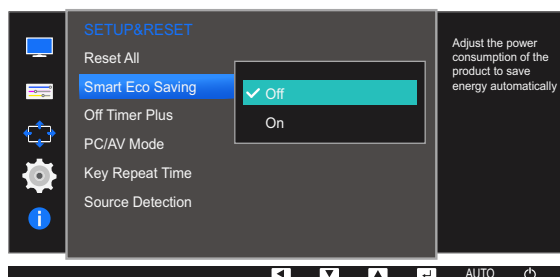 SETUP&RESET
Reset All
Smart Eco Saving
Off Timer Plus
PC/AV Mode
Key Repeat Time
Source Detection
Off
On
Adjust the power
consumption of the
product to save
energy automatically
AUTO